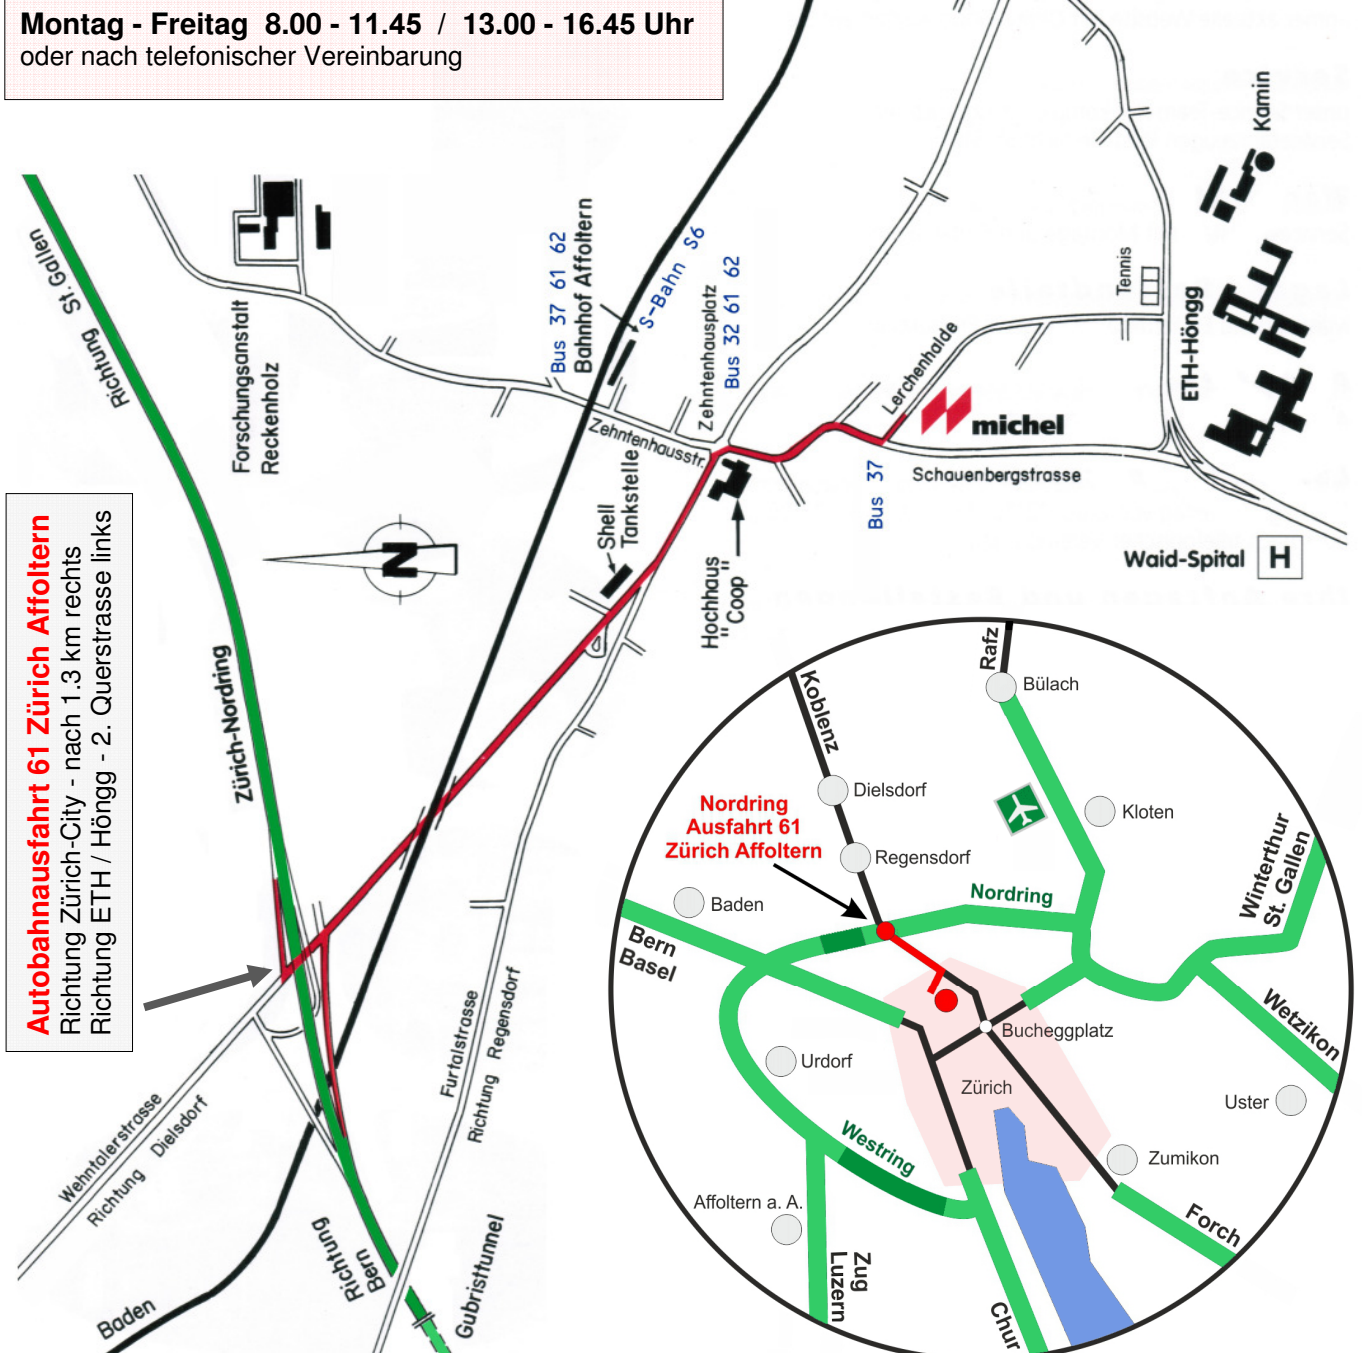 Montag - Freitag 8.00 - 11.45 / 13.00 - 16.45 Uhr
oder nach telefonischer Vereinbarung
Kamin
Richtung St. Gallen
Forschungsanstalt
Reckenholz
Bus 37 61 62
Bahnhof Affoltern
S-Bahn S6
Zehntenhausplatz
Bus 32 61 62
Tennis
ETH-Höngg
Lerchenhalde
michel
Zehntenhausstr.
Schauenbergstrasse
Bus 37
Shell
Tankstelle
Hochhaus
"Coop"
Waid-Spital H
N
Autobahnausfahrt 61 Zürich Affoltern
Richtung Zürich-City - nach 1.3 km rechts
Richtung ETH / Höngg - 2. Querstrasse links
Zürich-Nordring
Wehntalerstrasse
Richtung Dielsdorf
Furtalstrasse
Richtung Regensdorf
Richtung
Bern
Gubristtunnel
Baden
Rafz
Bülach
Koblenz
Dielsdorf
Kloten
Nordring
Ausfahrt 61
Zürich Affoltern
Regensdorf
Winterthur
St. Gallen
Baden
Nordring
Bern
Basel
Wetzikon
Bucheggplatz
Urdorf
Zürich
Uster
Westring
Zumikon
Affoltern a. A.
Forch
Zug
Luzern
Chur